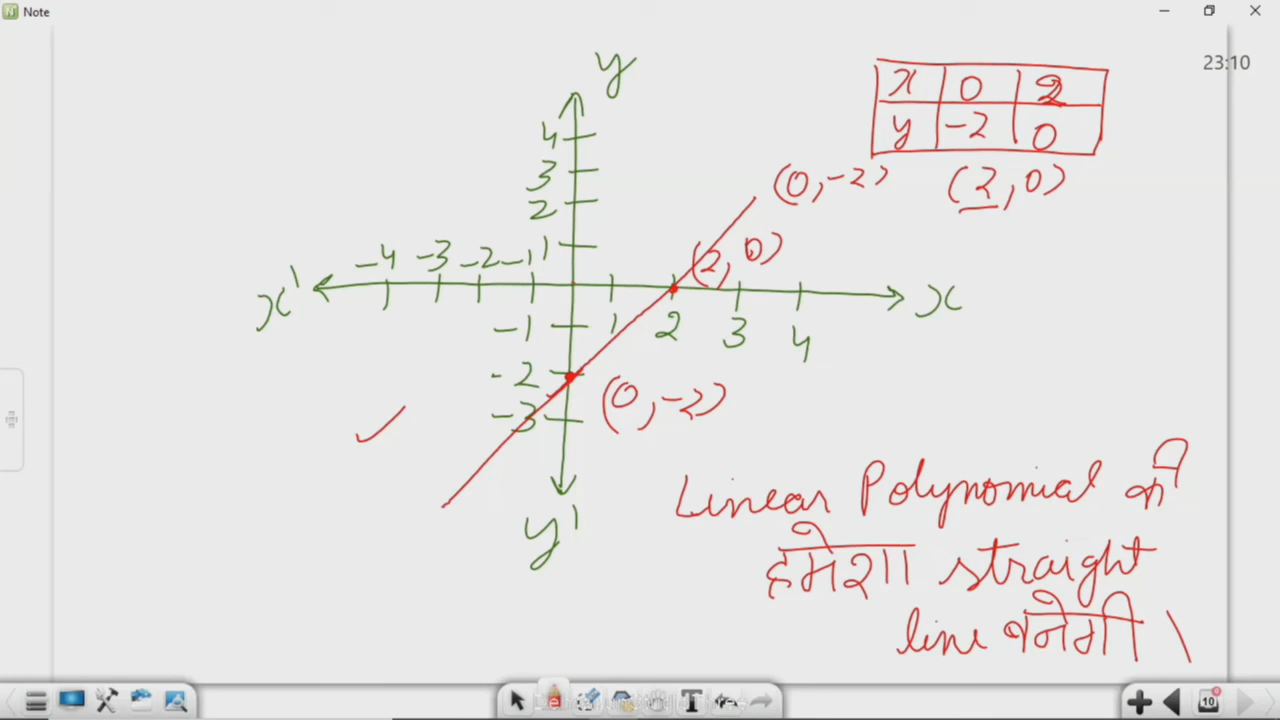 Note
23:10
y
x 0 2
y -2 0
(0,-2) (2,0)
4
3
2
1
-4 -3 -2 -1
(2,0)
x' x
-1 1 2 3 4
-2
-3
(0,-2)
y'
Linear Polynomial की
हमेशा straight
line बनेगी।
T
10